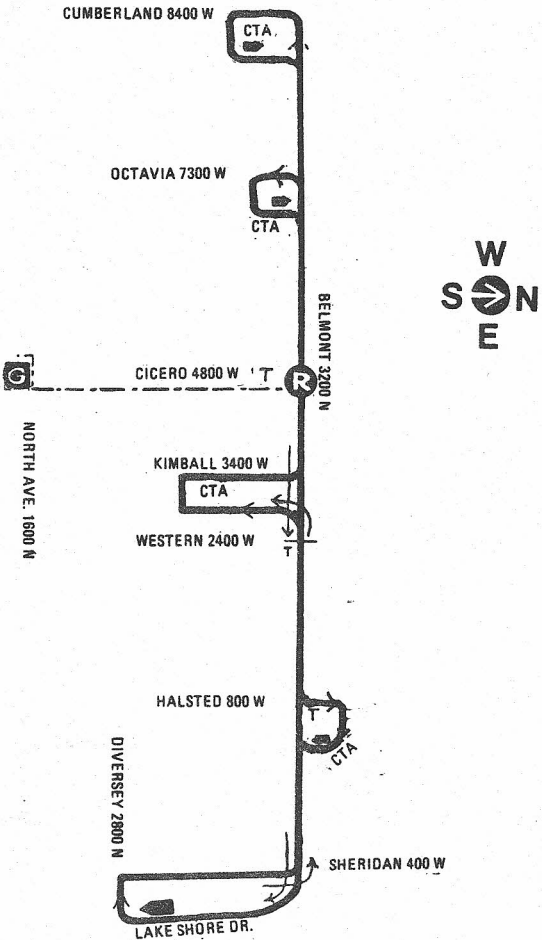 CUMBERLAND 8400 W
CTA
OCTAVIA 7300 W
CTA
W
S N
E
BELMONT 3200 N
CICERO 4800 W T
R
G
NORTH AVE. 1600 N
KIMBALL 3400 W
CTA
WESTERN 2400 W
T
HALSTED 800 W
T
CTA
DIVERSEY 2800 N
SHERIDAN 400 W
LAKE SHORE DR.